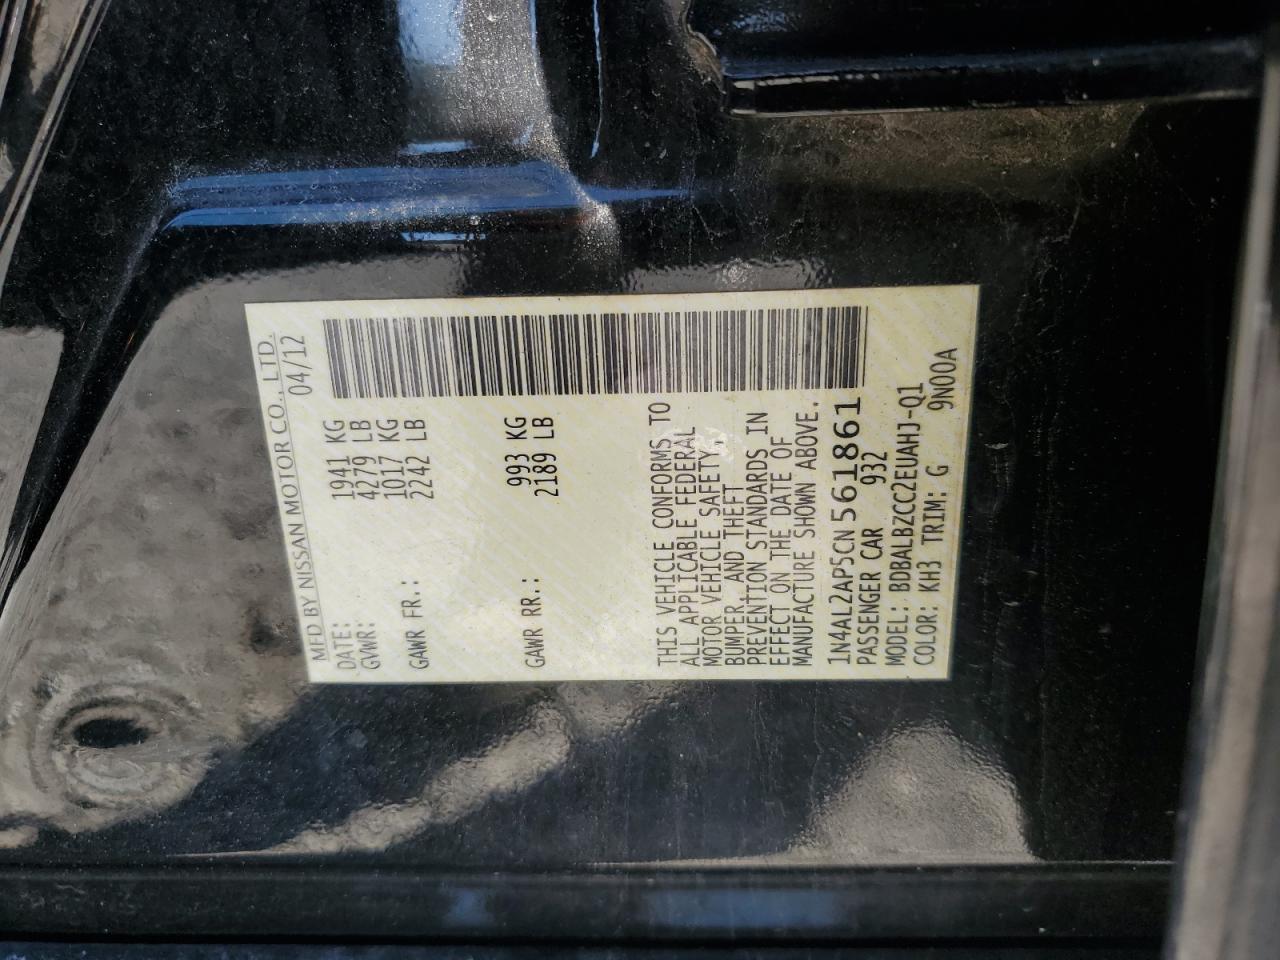 MFD BY NISSAN MOTOR CO., LTD.
DATE: 04/12
GVWR: 1941 KG
4279 LB
GAWR FR.: 1017 KG
2242 LB
GAWR RR.: 993 KG
2189 LB
THIS VEHICLE CONFORMS TO
ALL APPLICABLE FEDERAL
MOTOR VEHICLE SAFETY,
BUMPER, AND THEFT
PREVENTION STANDARDS IN
EFFECT ON THE DATE OF
MANUFACTURE SHOWN ABOVE.
1N4AL2AP5CN561861
PASSENGER CAR 932
MODEL: BDBALBZCC2EUAHJ-Q1
COLOR: KH3 TRIM: G 9N00A